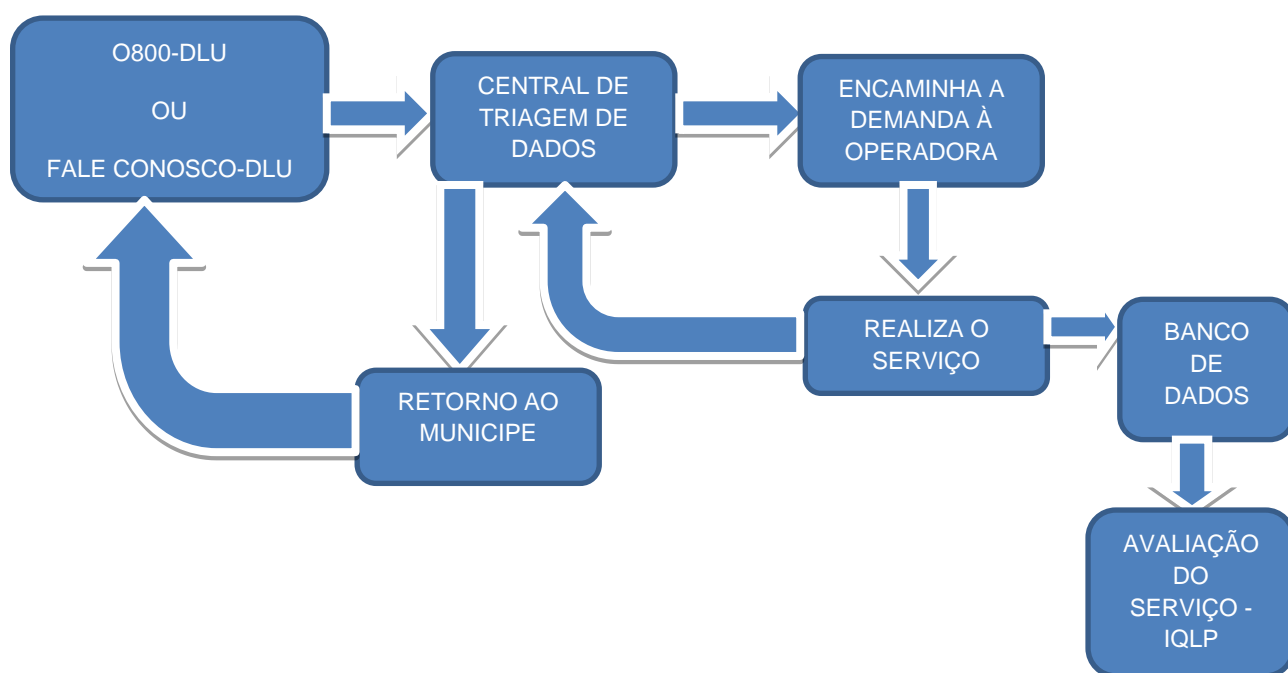 O800-DLU
OU
FALE CONOSCO-DLU
CENTRAL DE
TRIAGEM DE
DADOS
ENCAMINHA A
DEMANDA À
OPERADORA
REALIZA O
SERVIÇO
BANCO
DE
DADOS
RETORNO AO
MUNICIPE
AVALIAÇÃO
DO
SERVIÇO -
IQLP